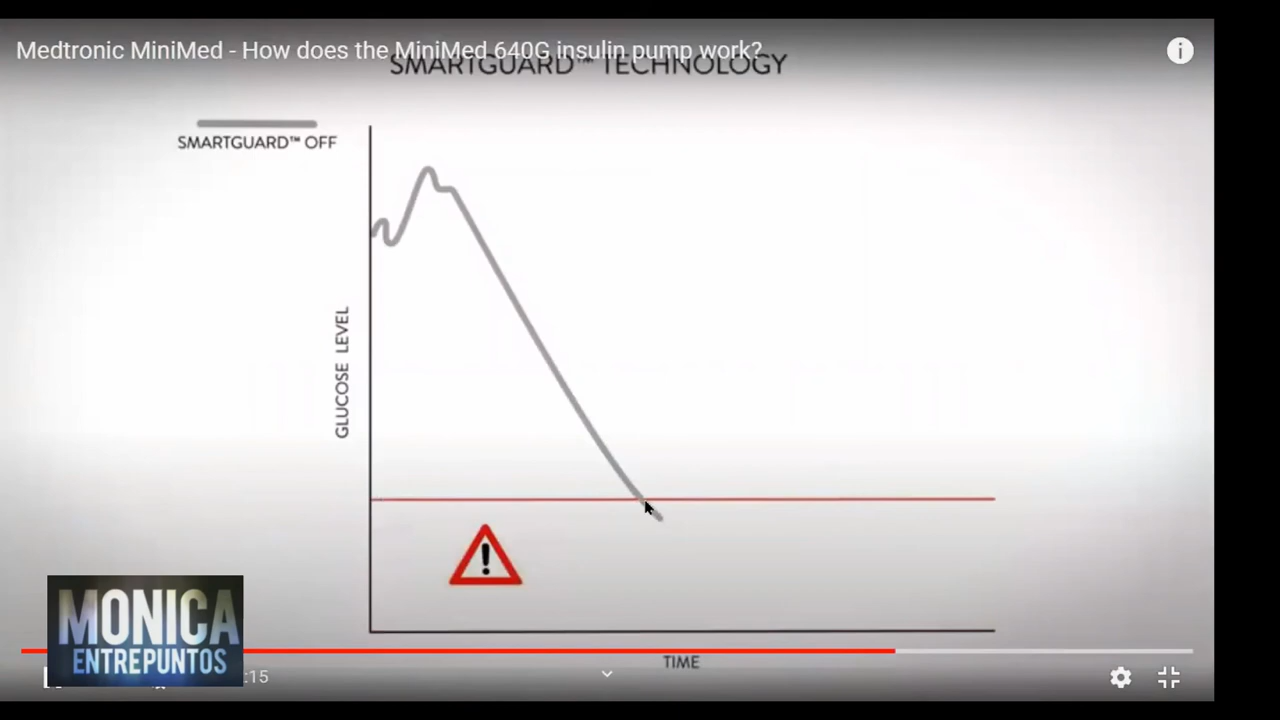 Medtronic MiniMed - How does the MiniMed 640G insulin pump work?
SMARTGUARD™ TECHNOLOGY
SMARTGUARD™ OFF
GLUCOSE LEVEL
!
MONICA
ENTREPUNTOS
:15
TIME